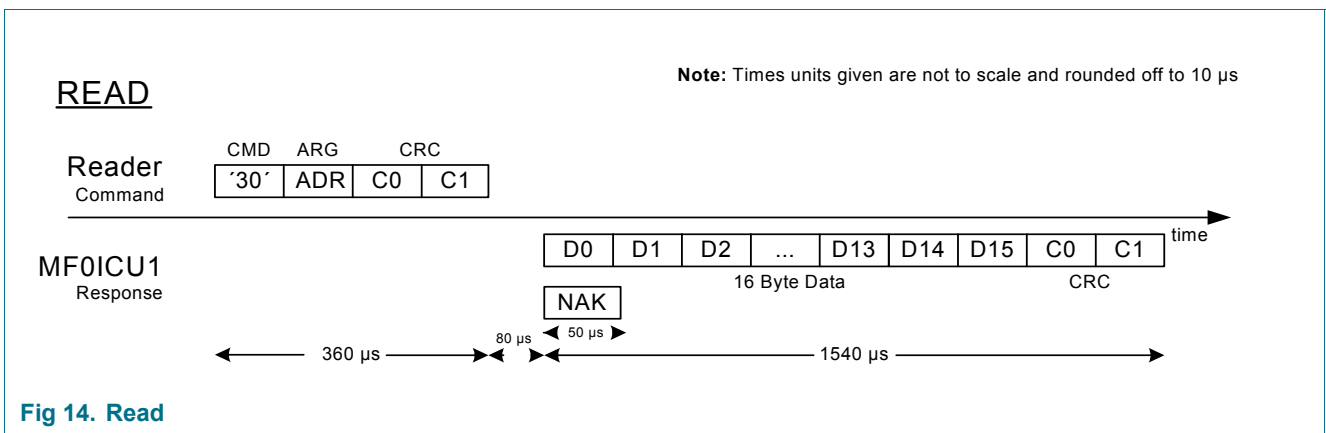 Note: Times units given are not to scale and rounded off to 10 µs
READ
CMD ARG CRC
Reader
Command
´30´ ADR C0 C1
time
MF0ICU1
Response
D0 D1 D2 ... D13 D14 D15 C0 C1
16 Byte Data CRC
NAK
50 µs
80 µs
360 µs
1540 µs
Fig 14. Read